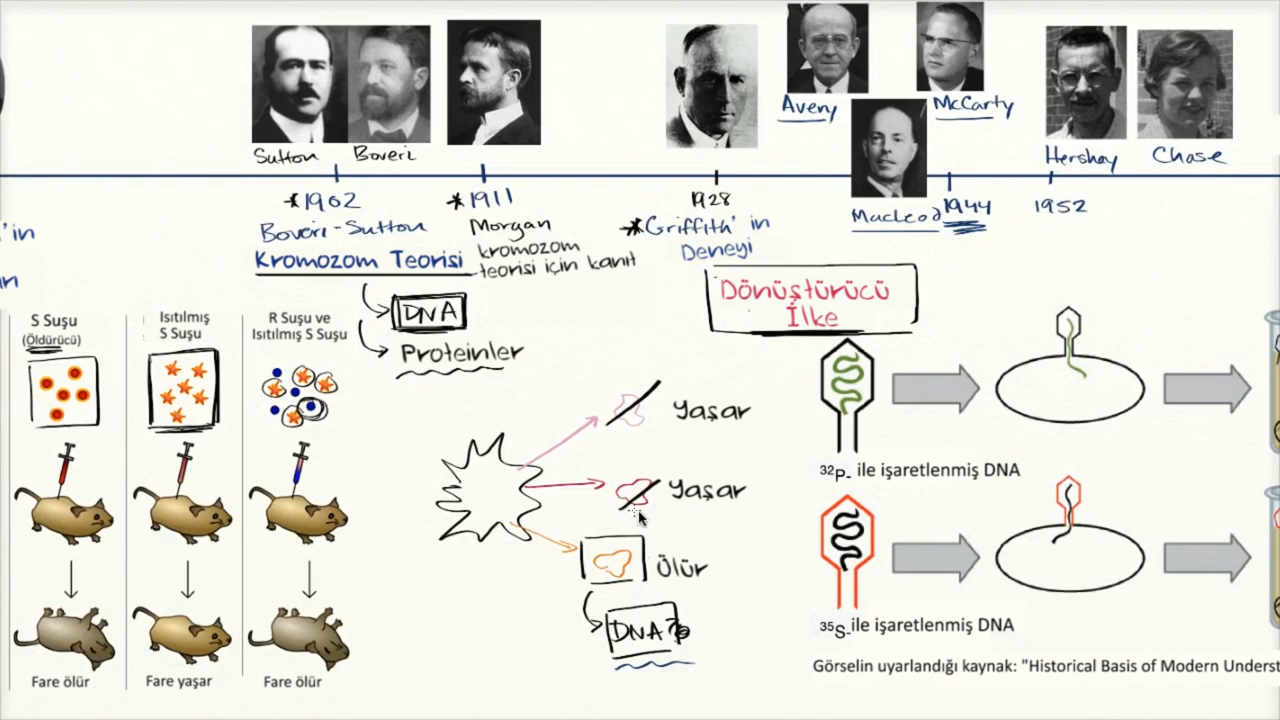 Avery
McCarty
Sutton Boveri
Hershey Chase
*1902
*1911
1928
MacLeod
1944
1952
'in
Boveri-Sutton
Kromozom Teorisi
Morgan
kromozom
teorisi için kanıt
*Griffith'in
Deneyi
Dönüştürücü
İlke
S Suşu
(Öldürücü)
Isıtılmış
S Suşu
R Suşu ve
Isıtılmış S Suşu
DNA
Proteinler
Yaşar
Yaşar
Ölür
DNA?
32P- ile işaretlenmiş DNA
35S-ile işaretlenmiş DNA
Fare ölür
Fare yaşar
Fare ölür
Görselin uyarlandığı kaynak: "Historical Basis of Modern Underst